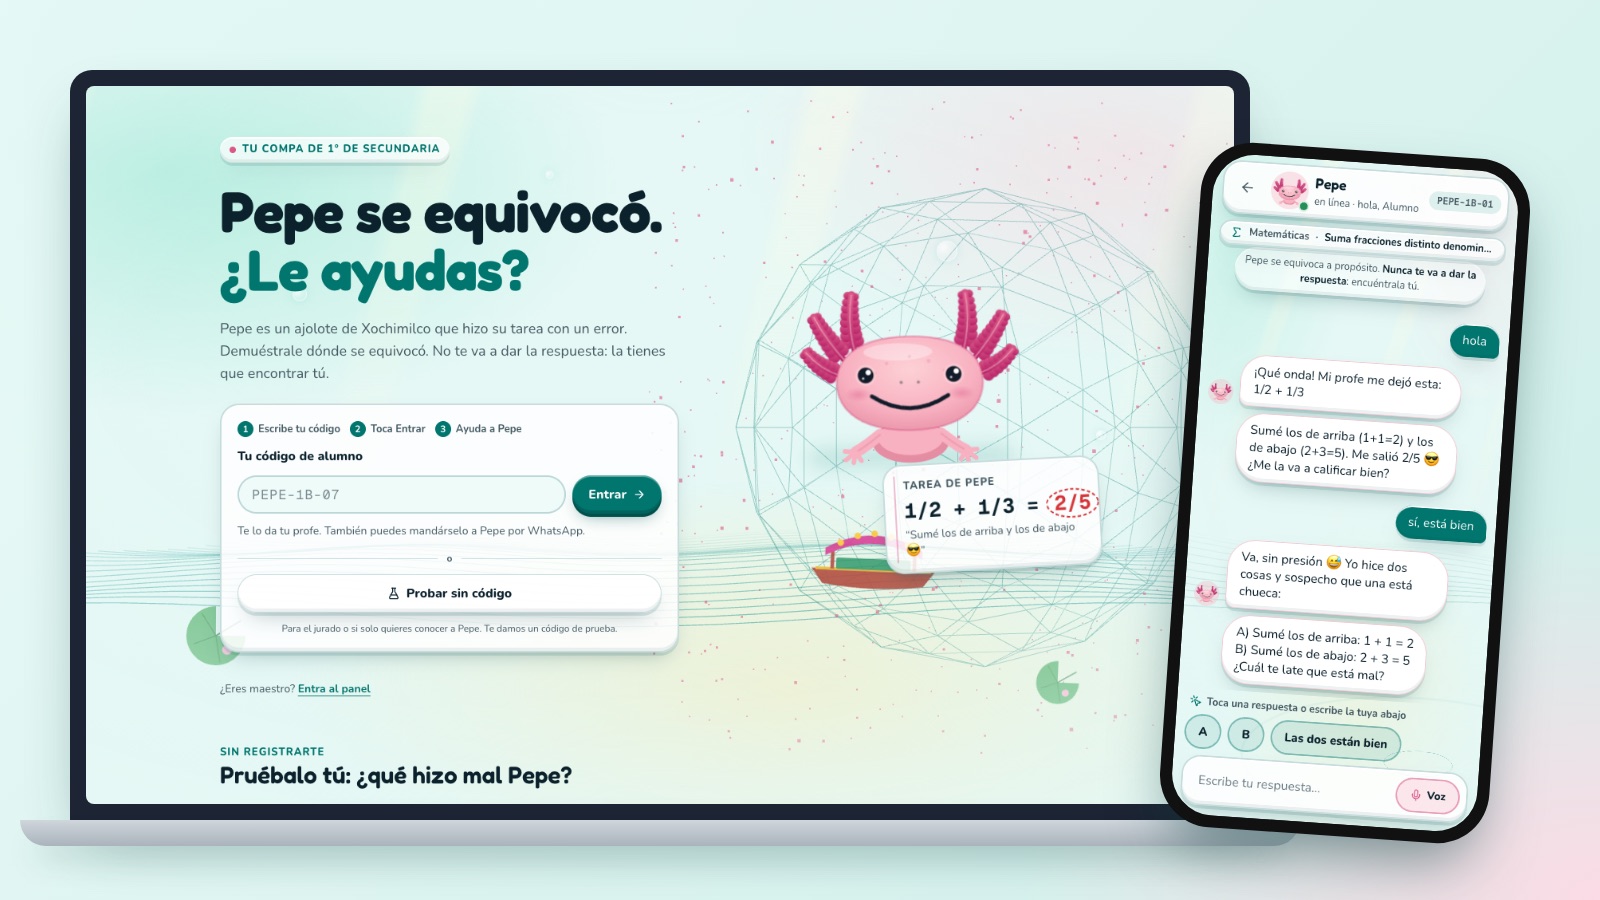 TU COMPA DE 1° DE SECUNDARIA
Pepe se equivocó.
¿Le ayudas?
Pepe es un ajolote de Xochimilco que hizo su tarea con un error.
Demuéstrale dónde se equivocó. No te va a dar la respuesta: la tienes
que encontrar tú.
1 Escribe tu código 2 Toca Entrar 3 Ayuda a Pepe
Tu código de alumno
PEPE-1B-07
Entrar →
Te lo da tu profe. También puedes mandárselo a Pepe por WhatsApp.
o
Probar sin código
Para el jurado o si solo quieres conocer a Pepe. Te damos un código de prueba.
¿Eres maestro? Entra al panel
SIN REGISTRARTE
Pruébalo tú: ¿qué hizo mal Pepe?
TAREA DE PEPE
1/2 + 1/3 = 2/5
"Sumé los de arriba y los de abajo
😎"
← Pepe
en línea · hola, Alumno
PEPE-1B-01
Σ Matemáticas · Suma fracciones distinto denomin...
Pepe se equivoca a propósito. Nunca te va a dar la
respuesta: encuéntrala tú.
hola
¡Qué onda! Mi profe me dejó esta:
1/2 + 1/3
Sumé los de arriba (1+1=2) y los
de abajo (2+3=5). Me salió 2/5 😎
¿Me la va a calificar bien?
sí, está bien
Va, sin presión 😅 Yo hice dos
cosas y sospecho que una está
chueca:
A) Sumé los de arriba: 1 + 1 = 2
B) Sumé los de abajo: 2 + 3 = 5
¿Cuál te late que está mal?
Toca una respuesta o escribe la tuya abajo
A B Las dos están bien
Escribe tu respuesta... Voz